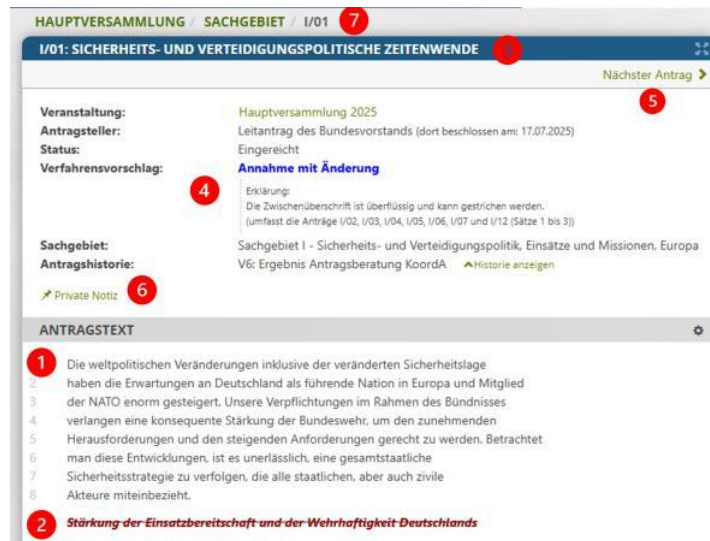 HAUPTVERSAMMLUNG / SACHGEBIET / I/01 7
I/01: SICHERHEITS- UND VERTEIDIGUNGSPOLITISCHE ZEITENWENDE 3
Nächster Antrag
5
Veranstaltung: Hauptversammlung 2025
Antragsteller: Leitantrag des Bundesvorstands (dort beschlossen am: 17.07.2025)
Status: Eingereicht
Verfahrensvorschlag: Annahme mit Änderung
4
Erklärung:
Die Zwischenüberschrift ist überflüssig und kann gestrichen werden.
(umfasst die Anträge I/02, I/03, I/04, I/05, I/06, I/07 und I/12 (Sätze 1 bis 3))
Sachgebiet: Sachgebiet I - Sicherheits- und Verteidigungspolitik, Einsätze und Missionen, Europa
Antragshistorie: V6: Ergebnis Antragsberatung KoordA Historie anzeigen
Private Notiz 6
ANTRAGSTEXT
1 Die weltpolitischen Veränderungen inklusive der veränderten Sicherheitslage
2 haben die Erwartungen an Deutschland als führende Nation in Europa und Mitglied
3 der NATO enorm gesteigert. Unsere Verpflichtungen im Rahmen des Bündnisses
4 verlangen eine konsequente Stärkung der Bundeswehr, um den zunehmenden
5 Herausforderungen und den steigenden Anforderungen gerecht zu werden. Betrachtet
6 man diese Entwicklungen, ist es unerlässlich, eine gesamtstaatliche
7 Sicherheitsstrategie zu verfolgen, die alle staatlichen, aber auch zivile
8 Akteure miteinbezieht.
2 Stärkung der Einsatzbereitschaft und der Wehrhaftigkeit Deutschlands